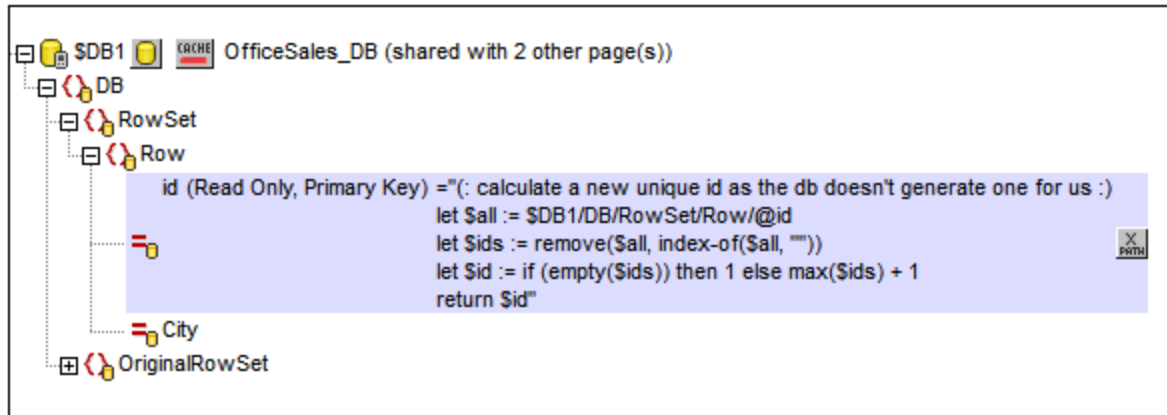 $DB1 CACHE OfficeSales_DB (shared with 2 other page(s))
DB
RowSet
Row
id (Read Only, Primary Key) ="(: calculate a new unique id as the db doesn't generate one for us :)
let $all := $DB1/DB/RowSet/Row/@id
let $ids := remove($all, index-of($all, ""))
let $id := if (empty($ids)) then 1 else max($ids) + 1
return $id"
X
PATH
City
OriginalRowSet